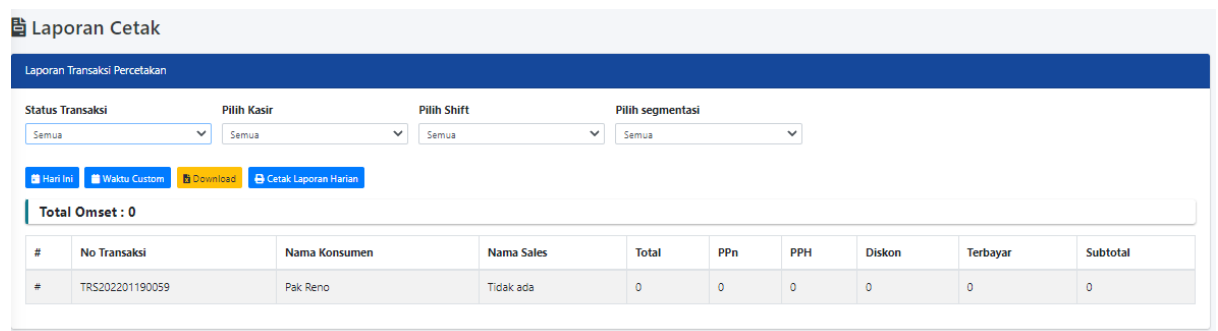 Laporan Cetak
Laporan Transaksi Percetakan
Status Transaksi Pilih Kasir Pilih Shift Pilih segmentasi
Semua Semua Semua Semua
Hari Ini Waktu Custom Download Cetak Laporan Harian
Total Omset : 0
# No Transaksi Nama Konsumen Nama Sales Total PPn PPH Diskon Terbayar Subtotal
# TRS202201190059 Pak Reno Tidak ada 0 0 0 0 0 0